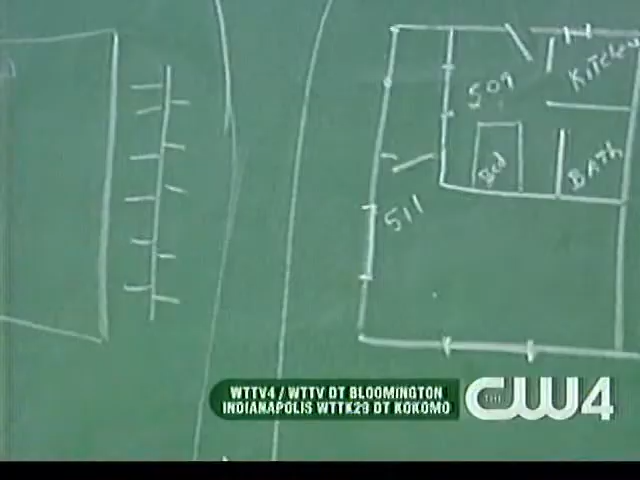 KITCHEN
509
Bed
BATH
511
WTTV4 / WTTV DT BLOOMINGTON
INDIANAPOLIS WTTK29 DT KOKOMO
THE CW4